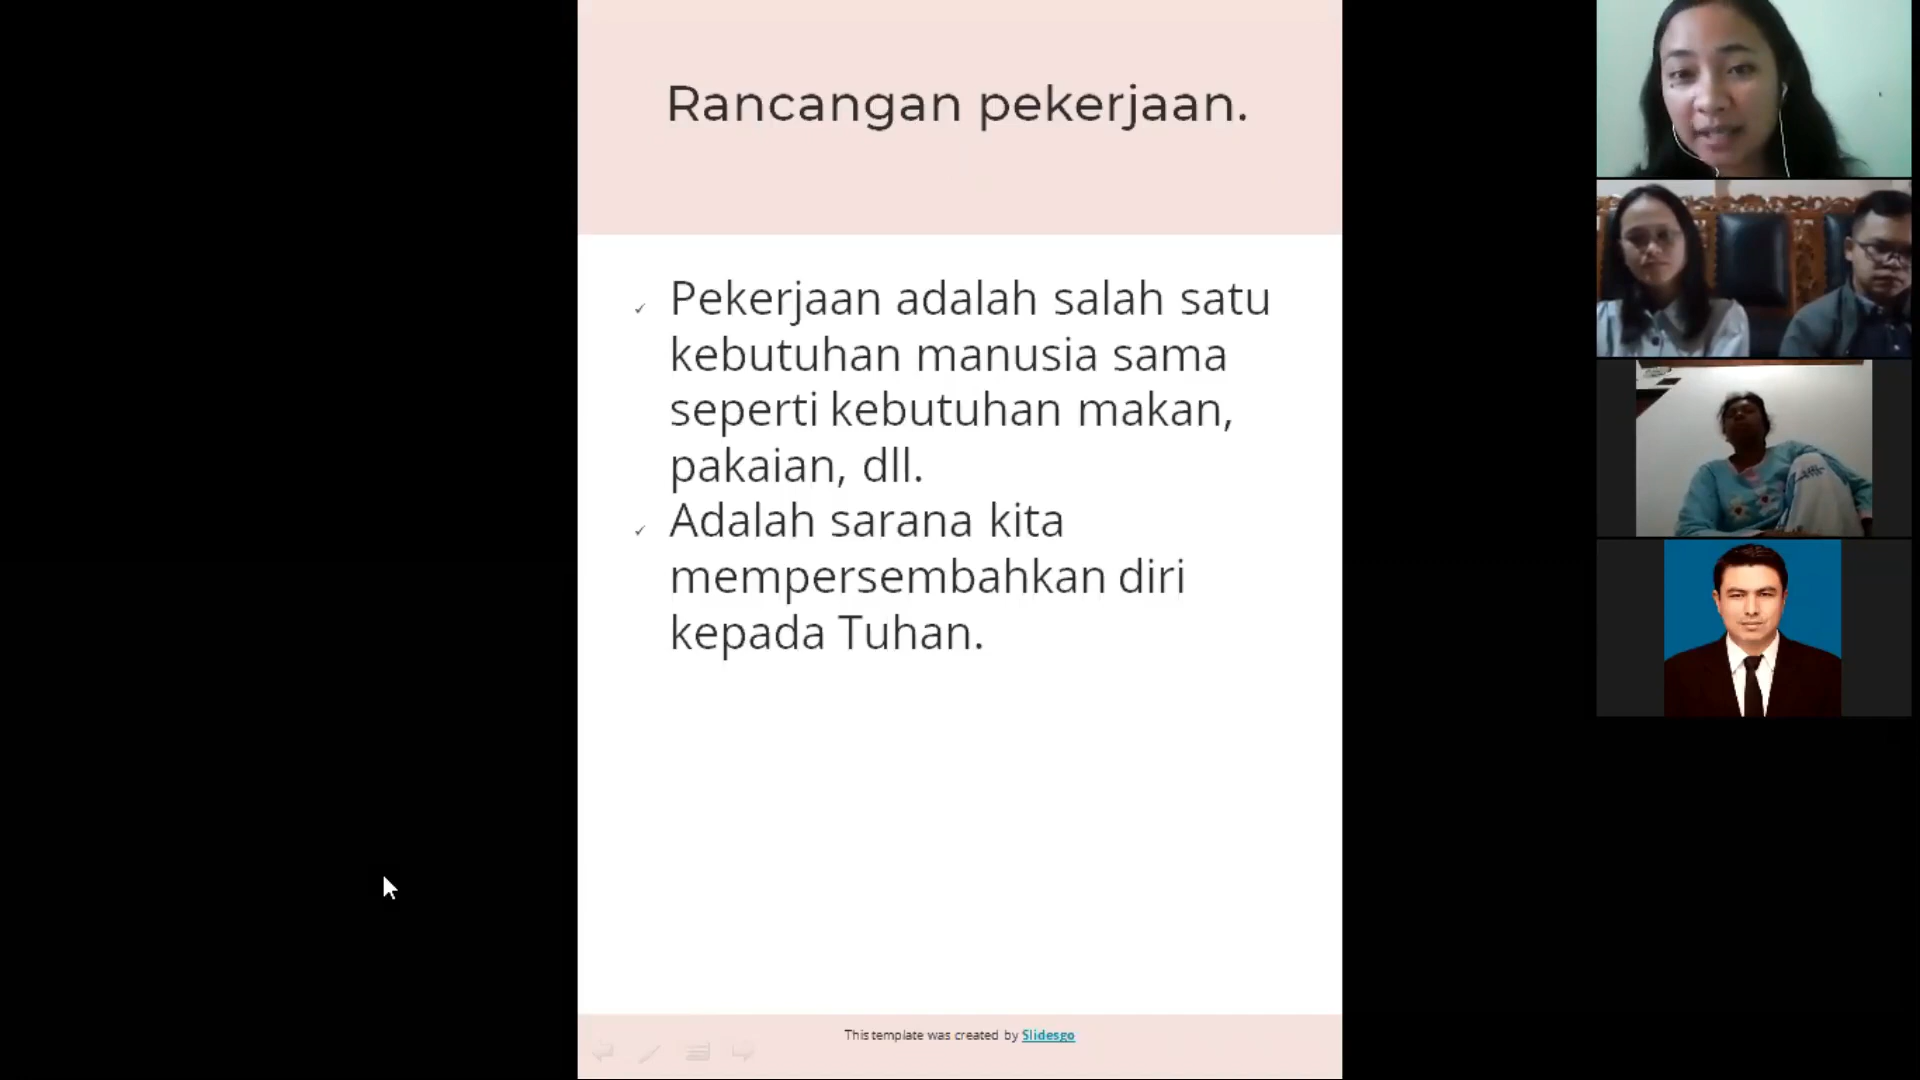 Rancangan pekerjaan.
✓ Pekerjaan adalah salah satu
kebutuhan manusia sama
seperti kebutuhan makan,
pakaian, dll.
✓ Adalah sarana kita
mempersembahkan diri
kepada Tuhan.
This template was created by Slidesgo